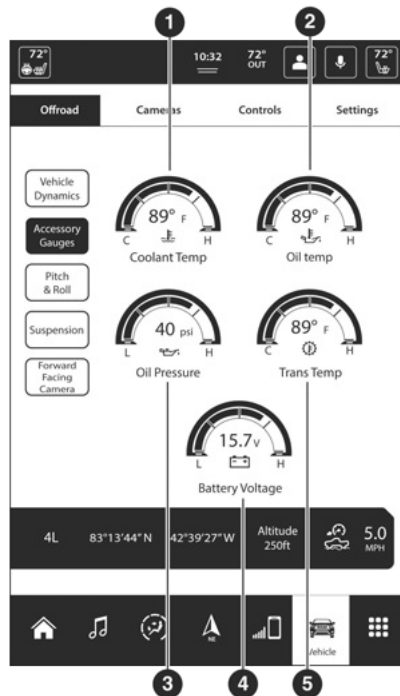 1
2
72°
10:32
72°
OUT
72°
Offroad
Cameras
Controls
Settings
Vehicle
Dynamics
Accessory
Gauges
Pitch
& Roll
Suspension
Forward
Facing
Camera
89° F
C H
Coolant Temp
89° F
C H
Oil temp
40 psi
L H
Oil Pressure
89° F
C H
Trans Temp
15.7 v
L H
Battery Voltage
4L
83°13'44" N
42°39'27" W
Altitude
250ft
5.0
MPH
NE
Vehicle
3
4
5